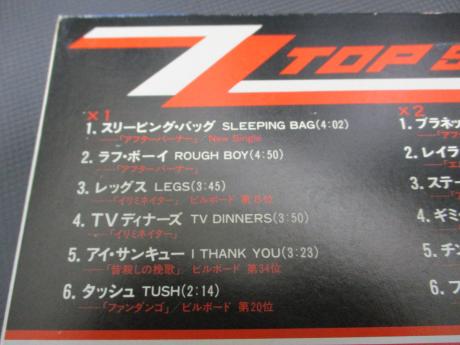 ZZ TOP
×1
1. スリーピング・バッグ SLEEPING BAG(4:02)
——「アフターバーナー」/New Single
2. ラフ・ボーイ ROUGH BOY(4:50)
——「アフターバーナー」
3. レッグス LEGS(3:45)
——「イリミネイター」 ビルボード 第8位
4. TVディナーズ TV DINNERS(3:50)
——「イリミネイター」
5. アイ・サンキュー I THANK YOU(3:23)
——「皆殺しの挽歌」 ビルボード 第34位
6. タッシュ TUSH(2:14)
——「ファンダンゴ」/ビルボード 第20位
×2
1. プラネッ
2. レイラ
3. ステー
4. ギミ
5. チン
6. フ